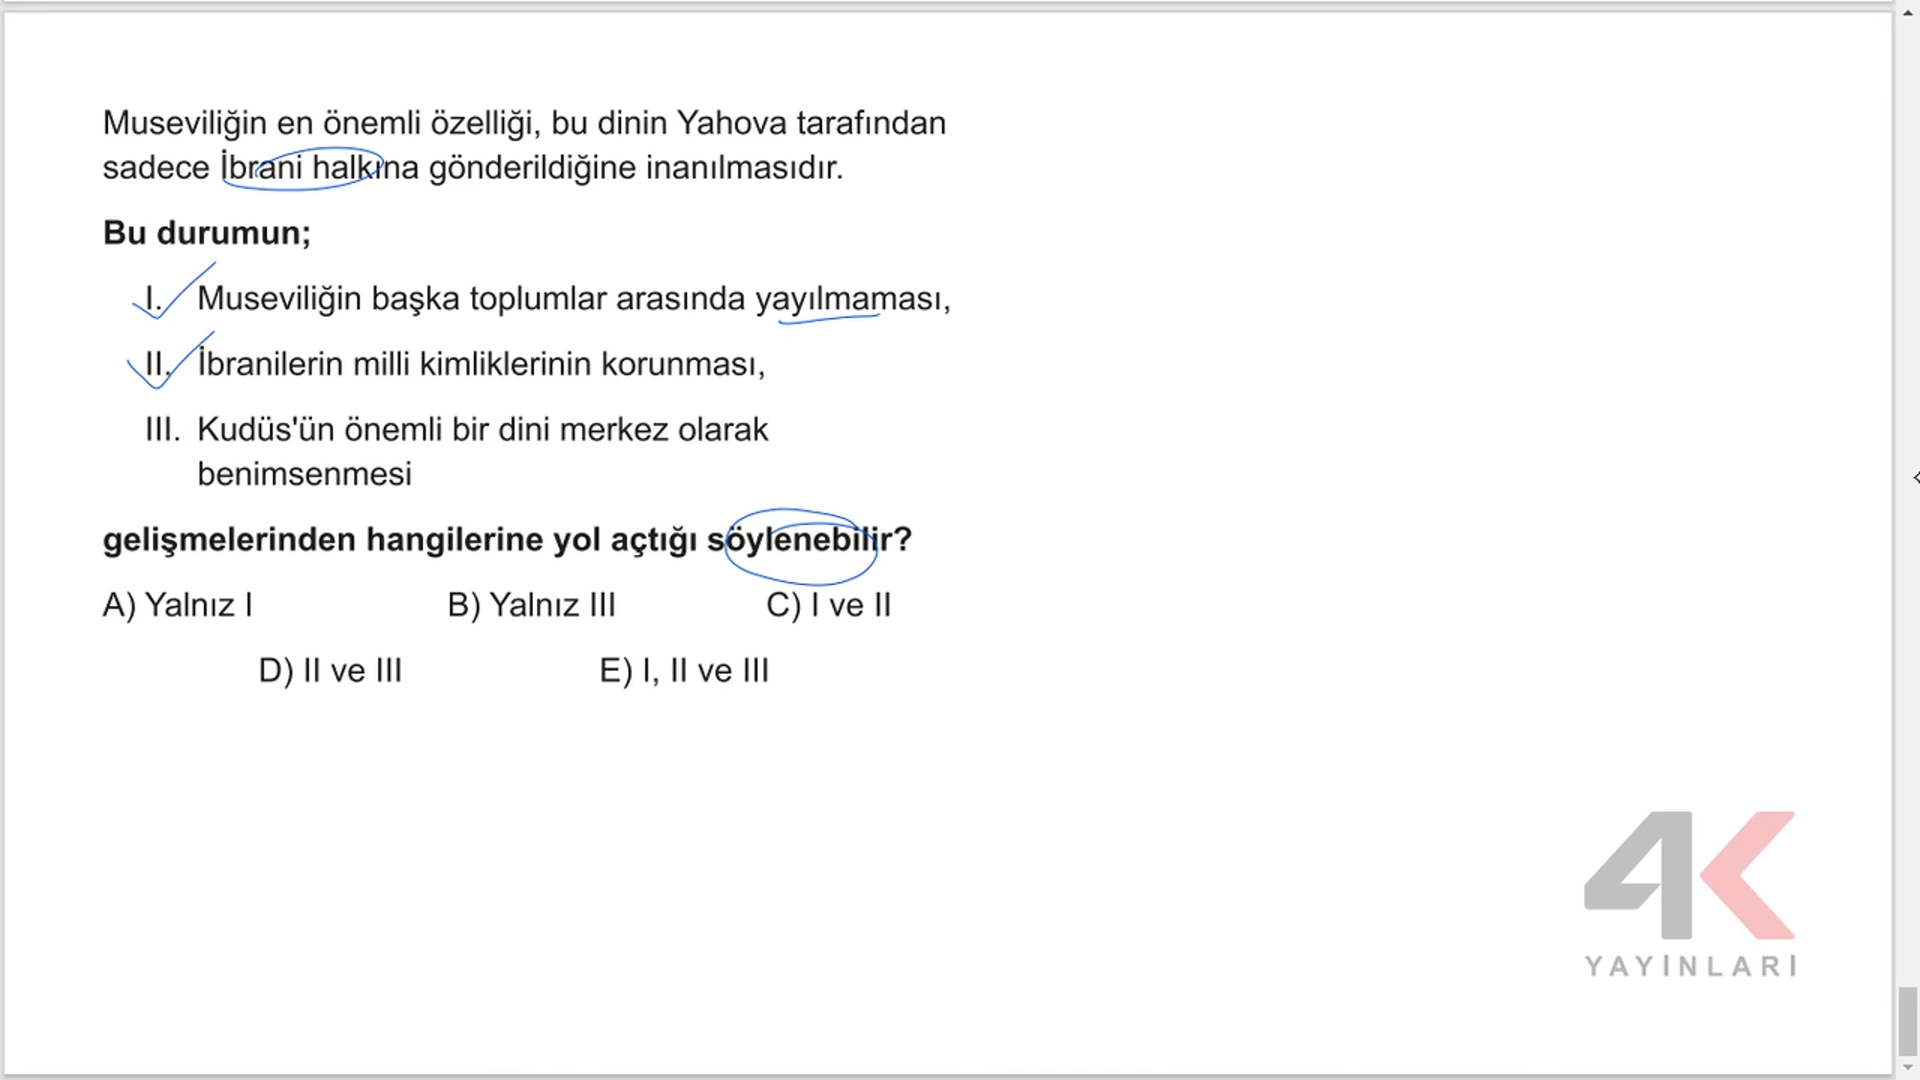 Museviliğin en önemli özelliği, bu dinin Yahova tarafından
sadece İbrani halkına gönderildiğine inanılmasıdır.
Bu durumun;
I. Museviliğin başka toplumlar arasında yayılmaması,
II. İbranilerin milli kimliklerinin korunması,
III. Kudüs'ün önemli bir dini merkez olarak
benimsenmesi
gelişmelerinden hangilerine yol açtığı söylenebilir?
A) Yalnız I B) Yalnız III C) I ve II
D) II ve III E) I, II ve III
4K
YAYINLARI